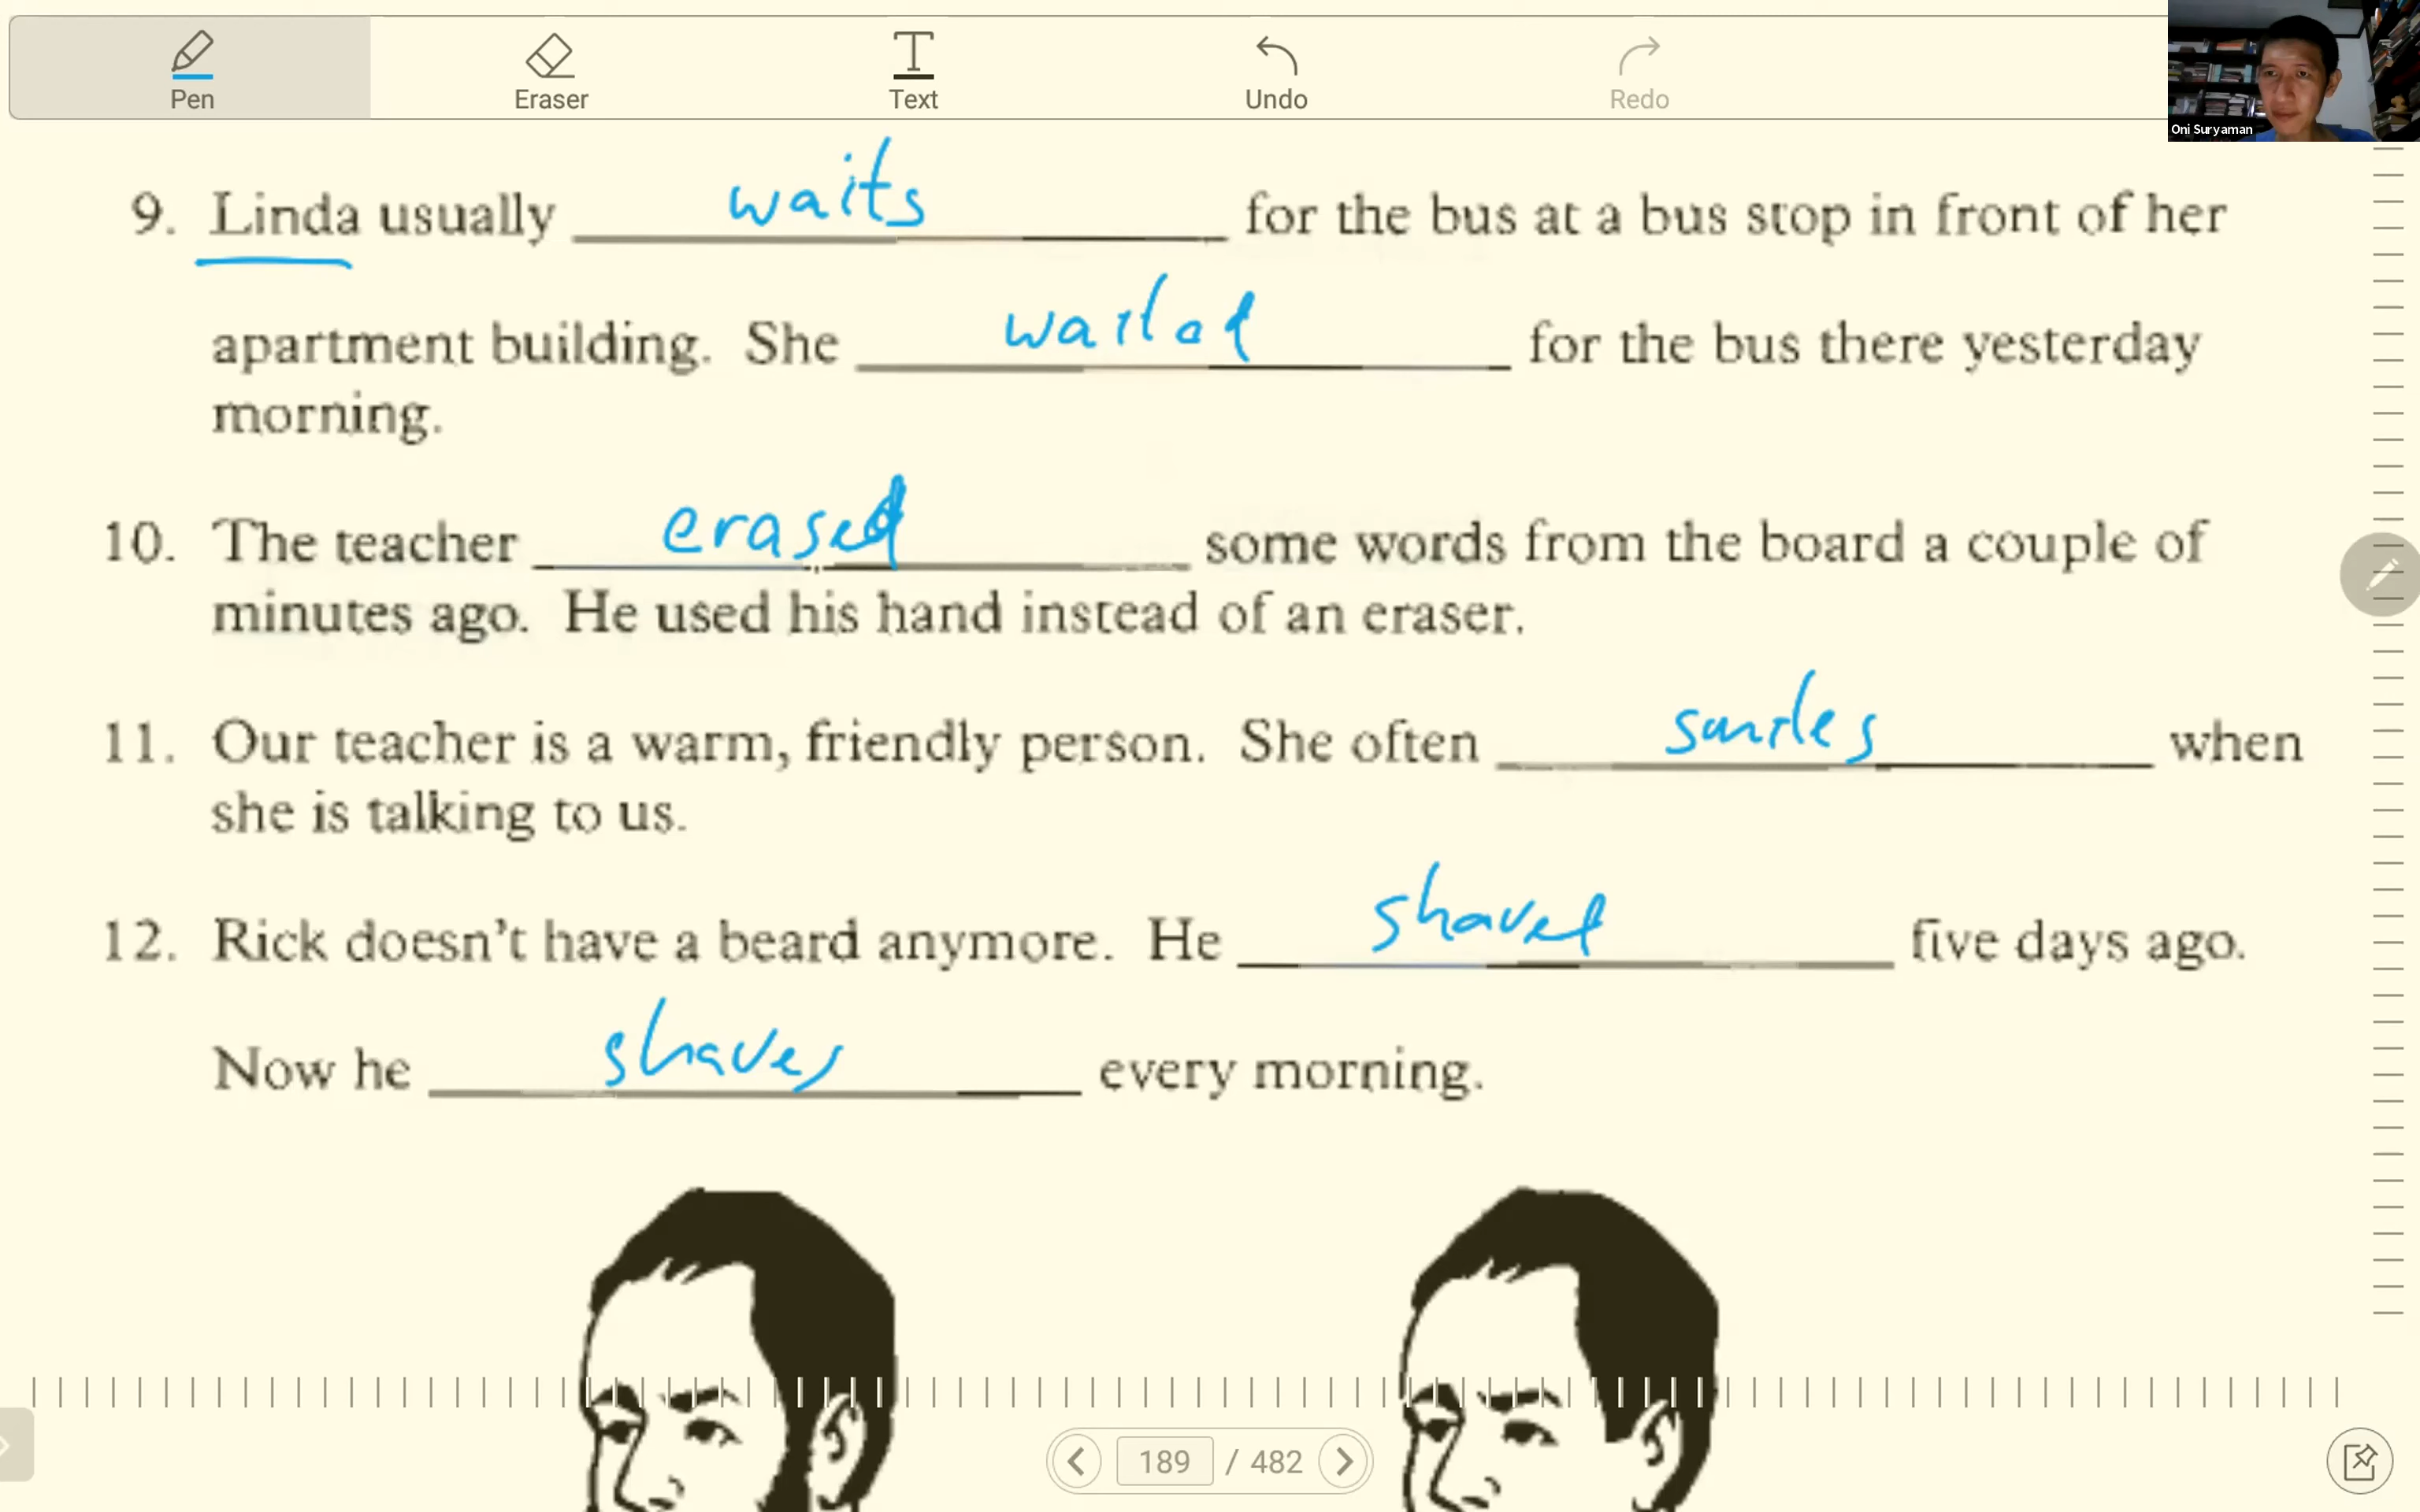 Pen Eraser Text Undo Redo
Oni Suryaman
9. Linda usually waits for the bus at a bus stop in front of her
apartment building. She waited for the bus there yesterday
morning.
10. The teacher erased some words from the board a couple of
minutes ago. He used his hand instead of an eraser.
11. Our teacher is a warm, friendly person. She often smiles when
she is talking to us.
12. Rick doesn't have a beard anymore. He shaved five days ago.
Now he shaves every morning.
189 / 482